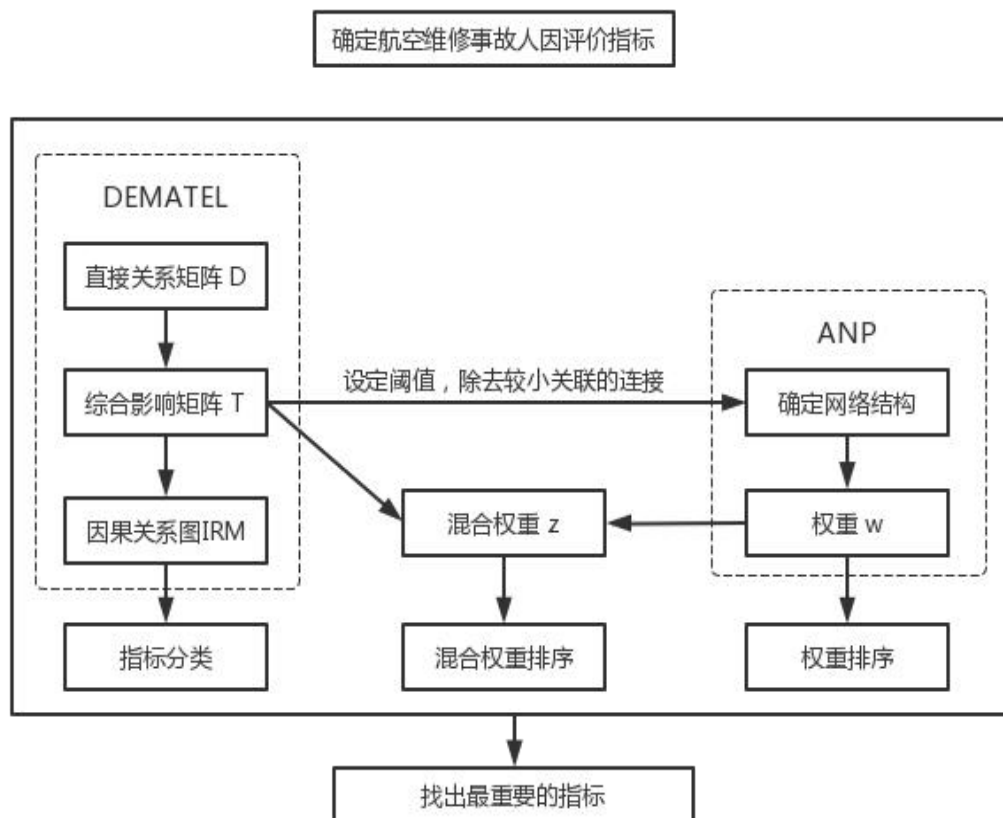 确定航空维修事故人因评价指标
DEMATEL
直接关系矩阵 D
ANP
综合影响矩阵 T
设定阈值，除去较小关联的连接
确定网络结构
因果关系图IRM
混合权重 z
权重 w
指标分类
混合权重排序
权重排序
找出最重要的指标